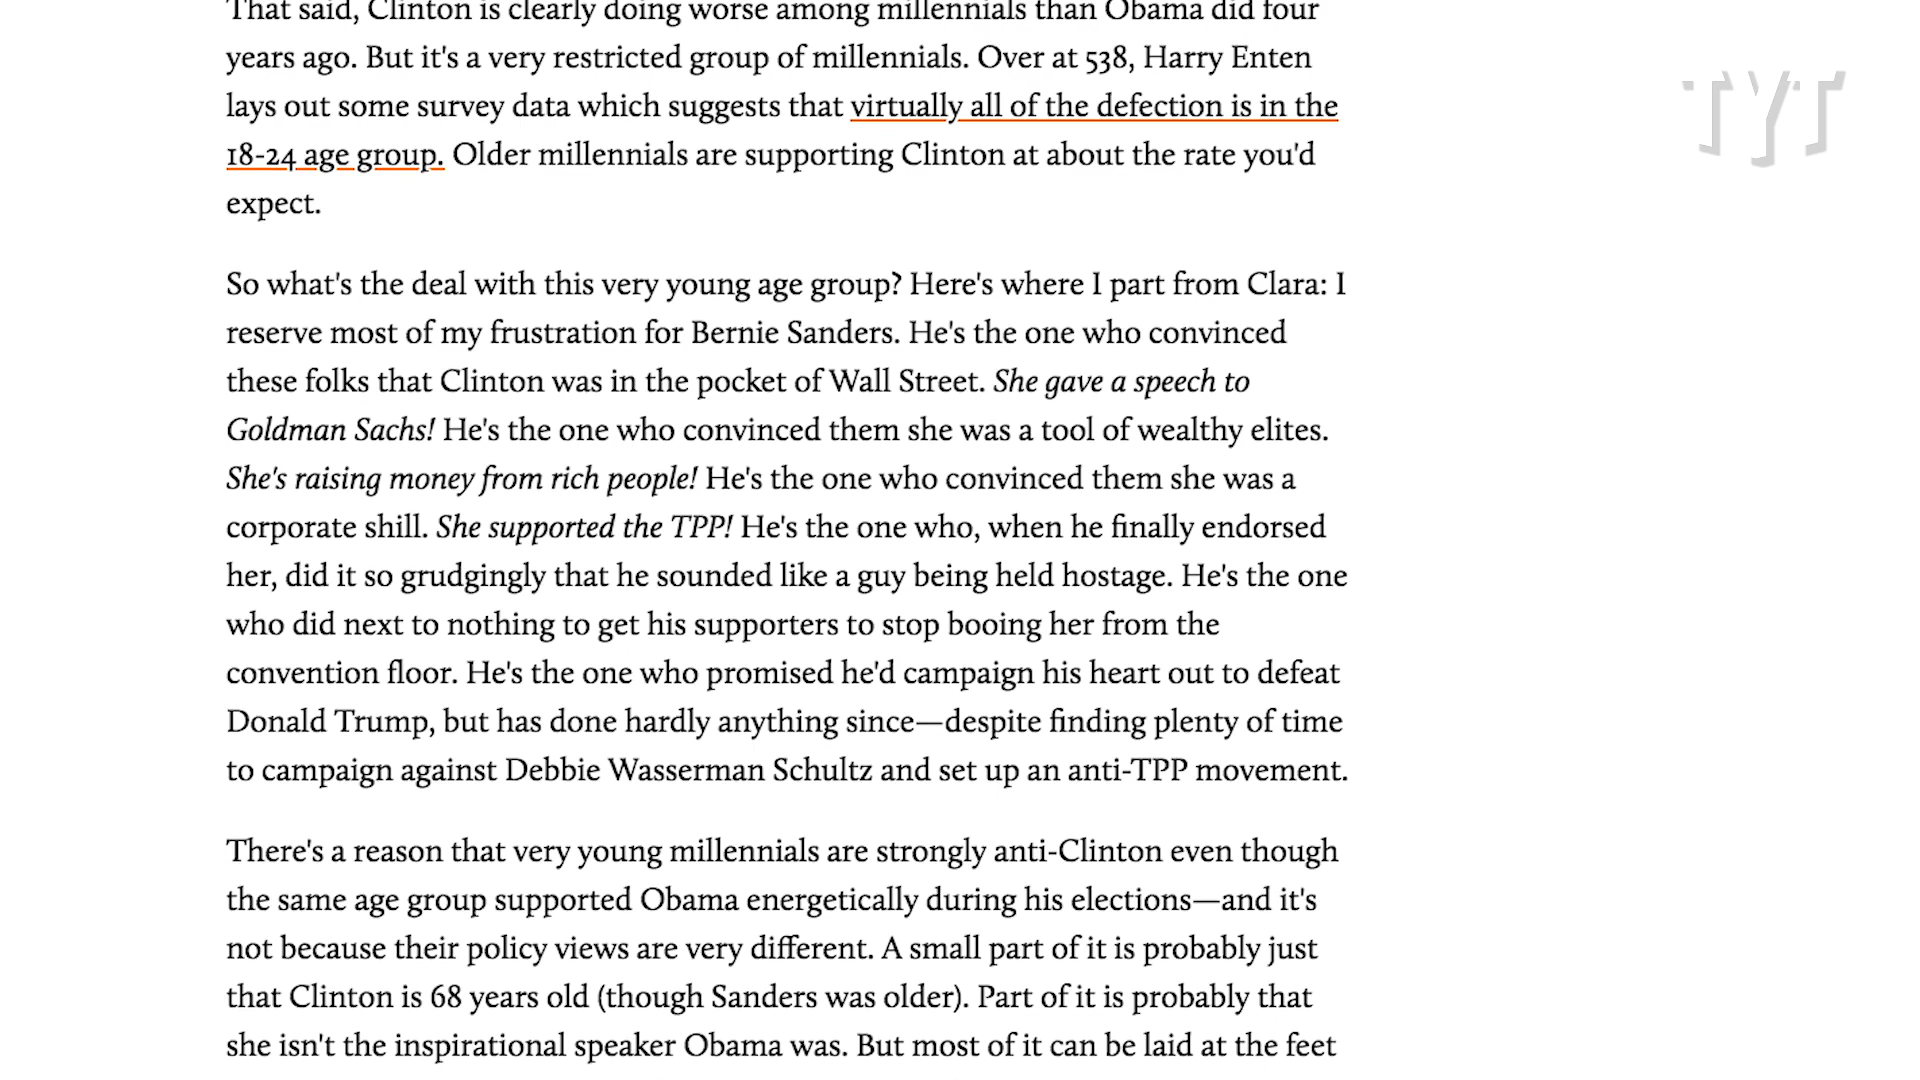 That said, Clinton is clearly doing worse among millennials than Obama did four
years ago. But it's a very restricted group of millennials. Over at 538, Harry Enten
lays out some survey data which suggests that virtually all of the defection is in the
18-24 age group. Older millennials are supporting Clinton at about the rate you'd
expect.
So what's the deal with this very young age group? Here's where I part from Clara: I
reserve most of my frustration for Bernie Sanders. He's the one who convinced
these folks that Clinton was in the pocket of Wall Street. She gave a speech to
Goldman Sachs! He's the one who convinced them she was a tool of wealthy elites.
She's raising money from rich people! He's the one who convinced them she was a
corporate shill. She supported the TPP! He's the one who, when he finally endorsed
her, did it so grudgingly that he sounded like a guy being held hostage. He's the one
who did next to nothing to get his supporters to stop booing her from the
convention floor. He's the one who promised he'd campaign his heart out to defeat
Donald Trump, but has done hardly anything since—despite finding plenty of time
to campaign against Debbie Wasserman Schultz and set up an anti-TPP movement.
There's a reason that very young millennials are strongly anti-Clinton even though
the same age group supported Obama energetically during his elections—and it's
not because their policy views are very different. A small part of it is probably just
that Clinton is 68 years old (though Sanders was older). Part of it is probably that
she isn't the inspirational speaker Obama was. But most of it can be laid at the feet
TYT